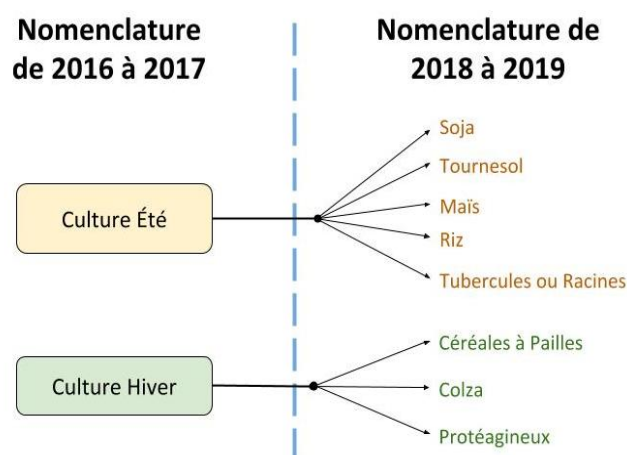 Nomenclature
de 2016 à 2017
Nomenclature de
2018 à 2019
Culture Été
Soja
Tournesol
Maïs
Riz
Tubercules ou Racines
Culture Hiver
Céréales à Pailles
Colza
Protéagineux